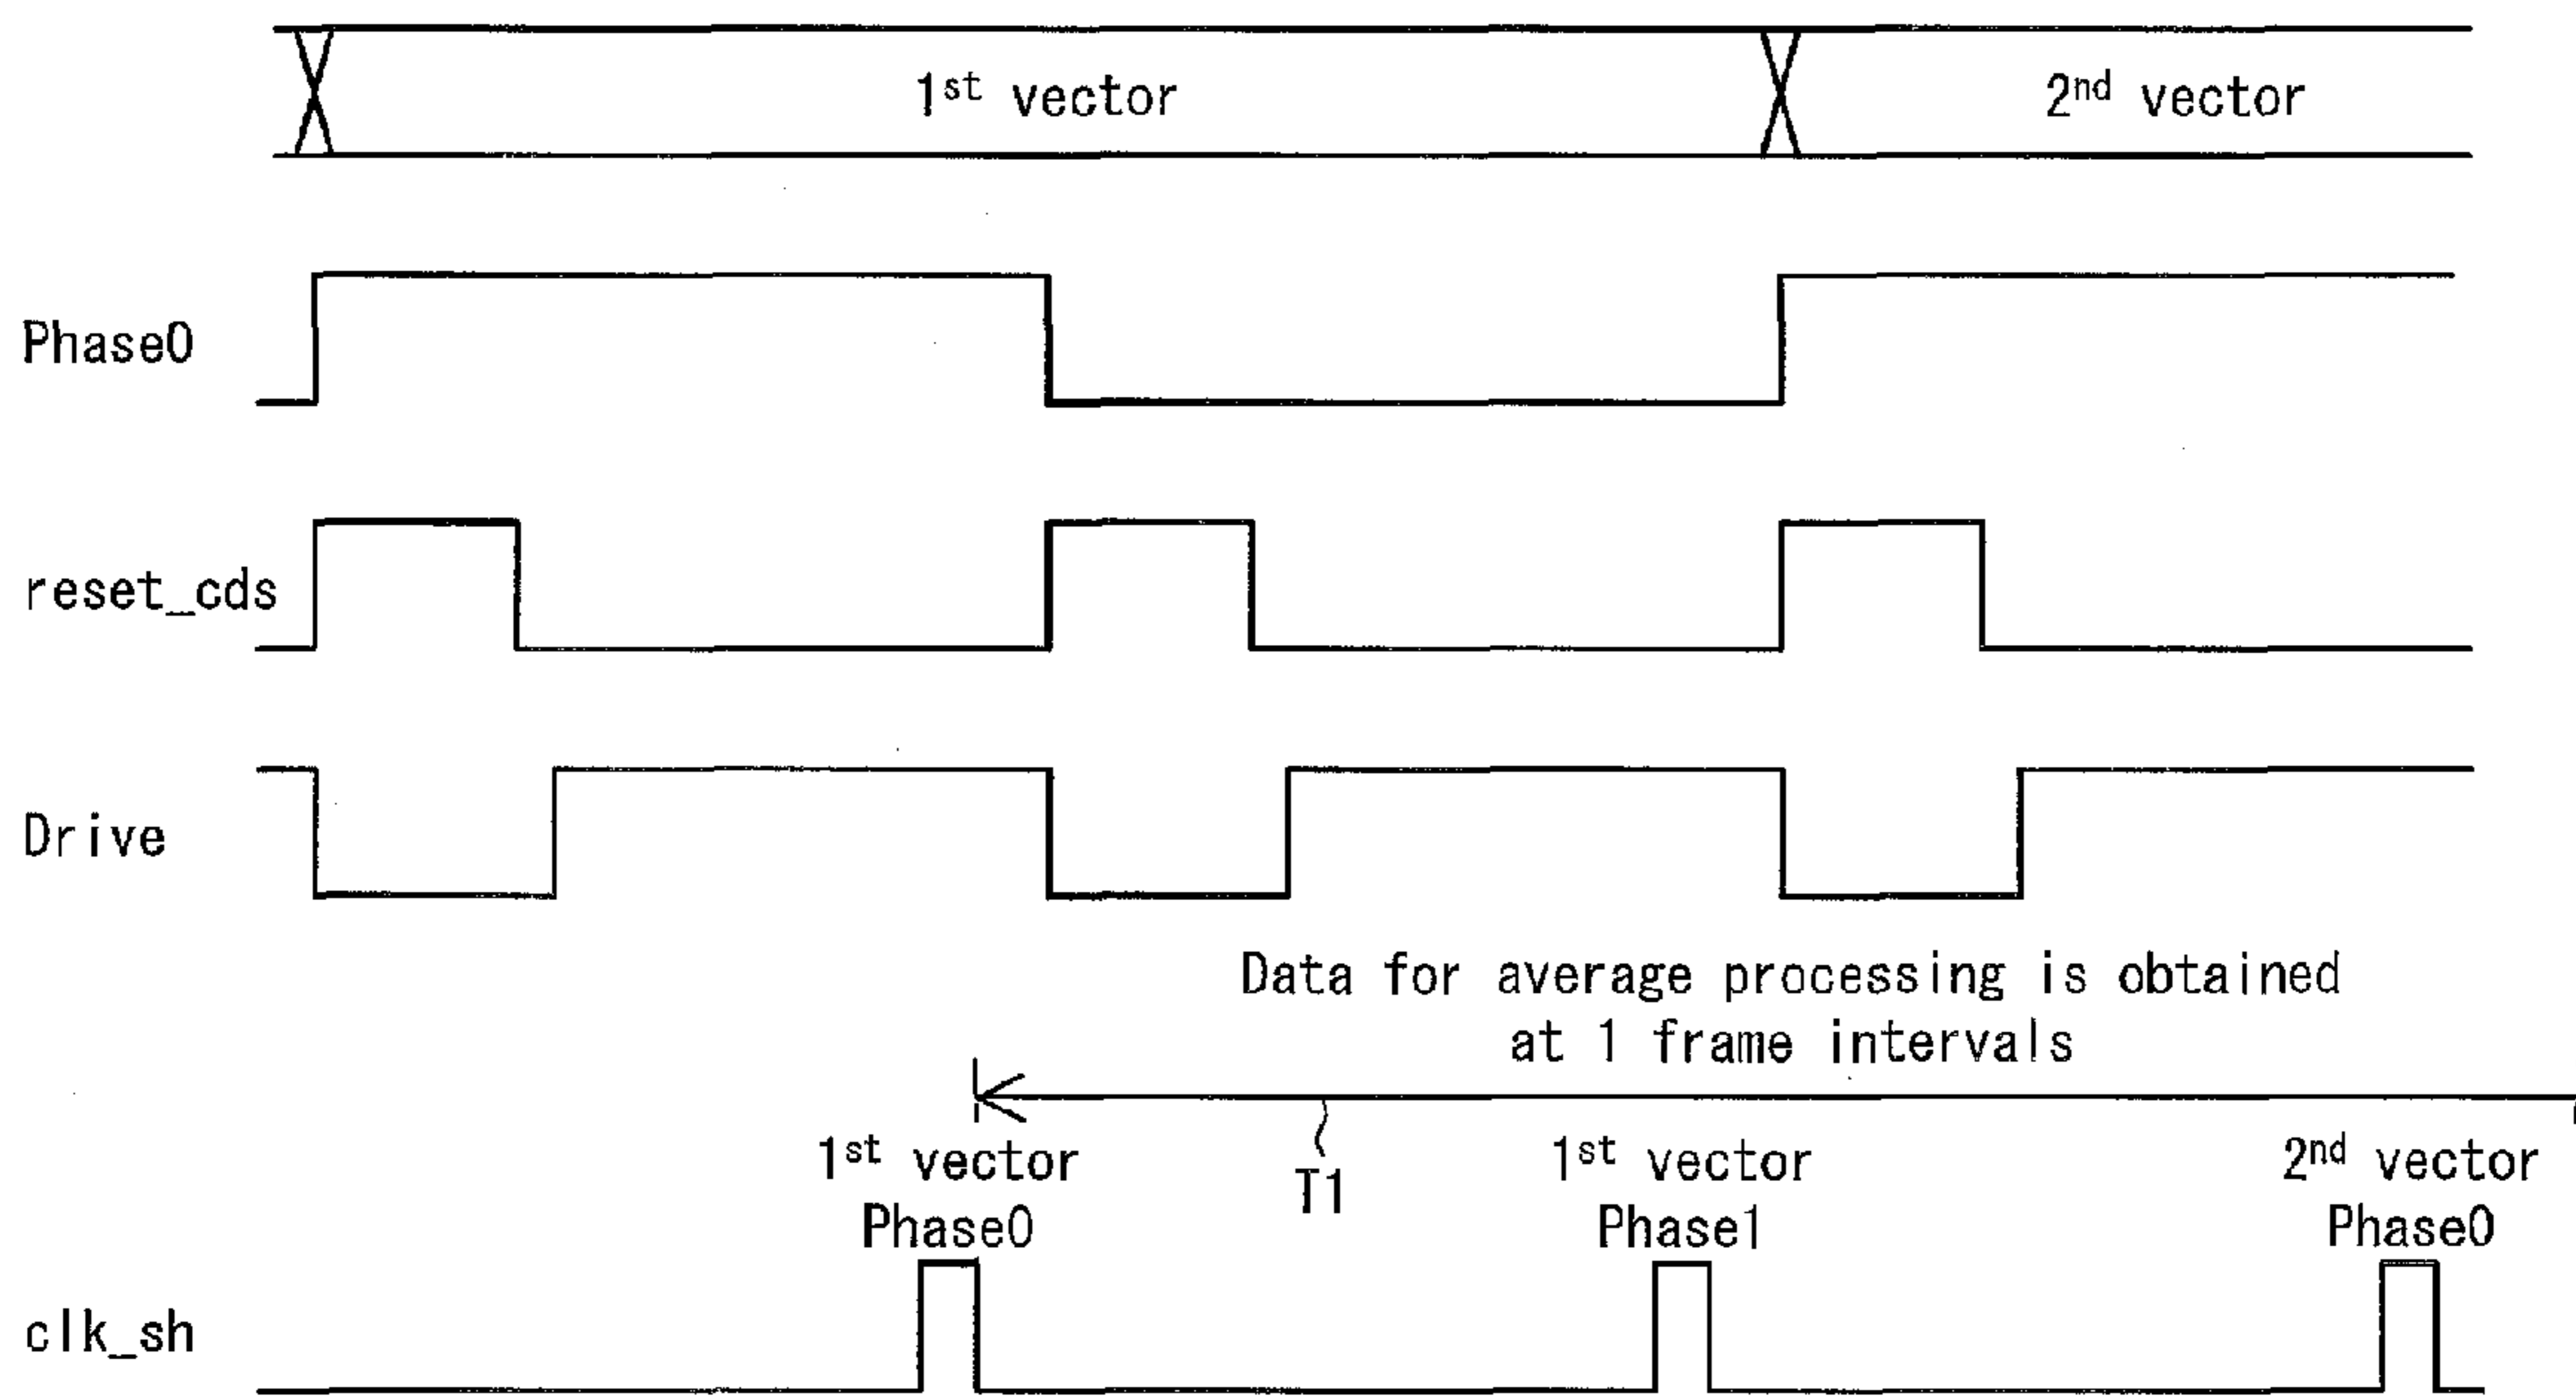 1st vector
2nd vector
Phase0
reset_cds
Drive
Data for average processing is obtained
at 1 frame intervals
T1
1st vector
Phase0
1st vector
Phase1
2nd vector
Phase0
clk_sh